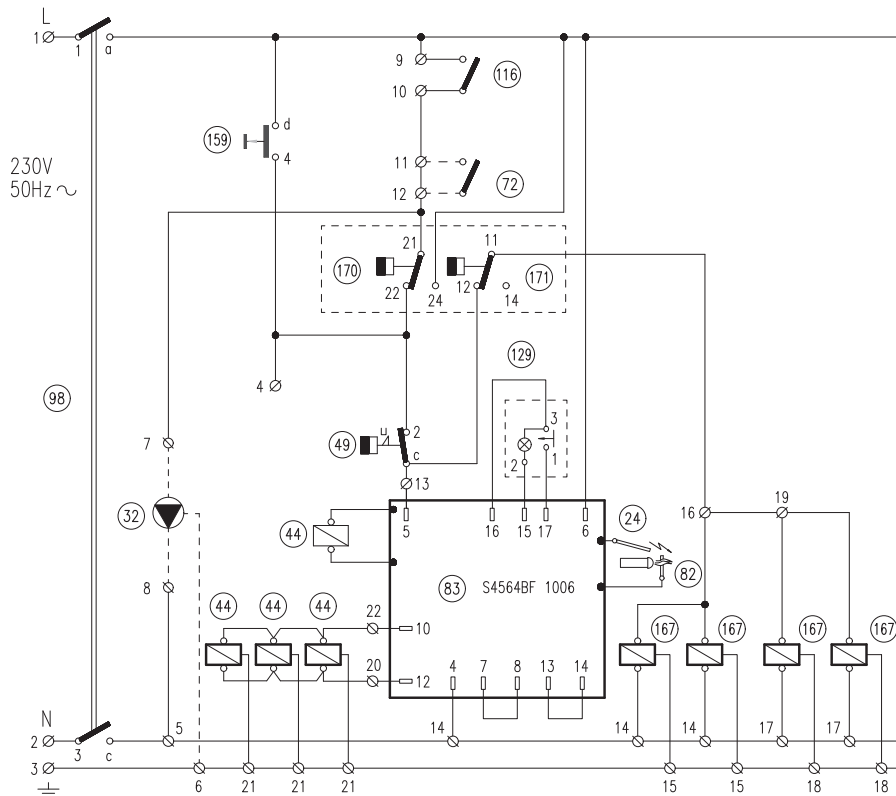 L
1 1 a
9
116
10
159 d
4
230V
50Hz ~
11
72
12
21 11
170 171
22 24 12 14
129
4
98
49 u 2
c
3
2 1
13
7
32
44
5 16 15 17 6
24
16 19
83 S4564BF 1006
82
8
44 44 44
22 10
167 167 167 167
20 12
4 7 8 13 14
N
2 3 c 5 14 14 14 17 17
3
6 21 21 21 15 15 18 18